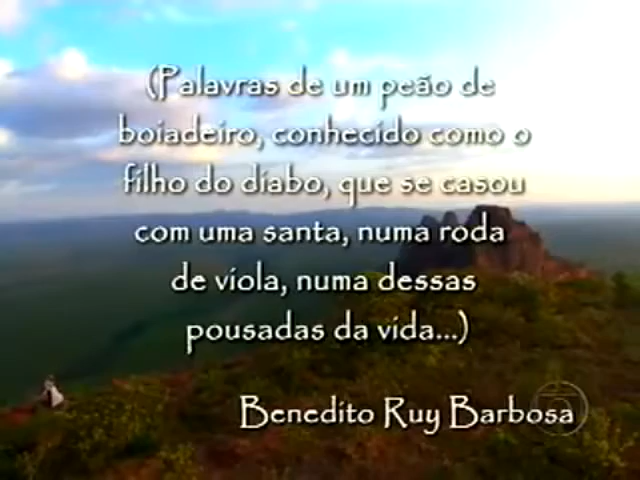 (Palavras de um peão de
boiadeiro, conhecido como o
filho do diabo, que se casou
com uma santa, numa roda
de viola, numa dessas
pousadas da vida...)
Benedito Ruy Barbosa